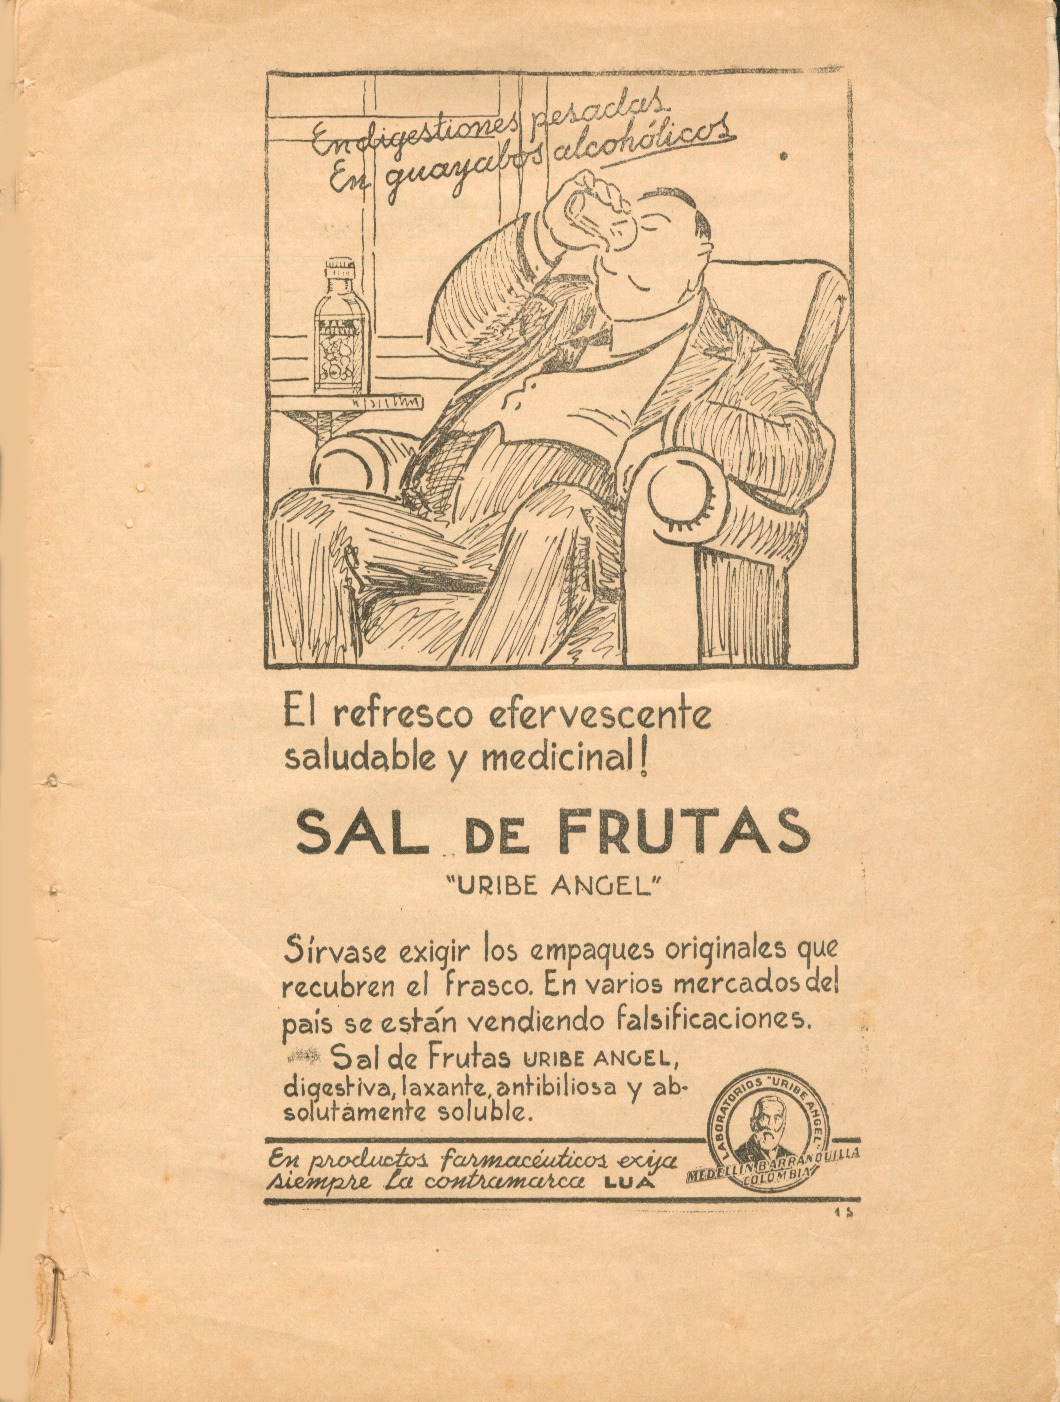 En digestiones pesadas
En guayabos alcohólicos
El refresco efervescente
saludable y medicinal!
SAL DE FRUTAS
"URIBE ANGEL"
Sírvase exigir los empaques originales que
recubren el frasco. En varios mercados del
país se están vendiendo falsificaciones.
Sal de Frutas URIBE ANGEL,
digestiva, laxante, antibiliosa y ab-
solutamente soluble.
En productos farmacéuticos exija
siempre la contramarca LUA
LABORATORIOS "URIBE ANGEL"
MEDELLIN BARRANQUILLA
COLOMBIA
15